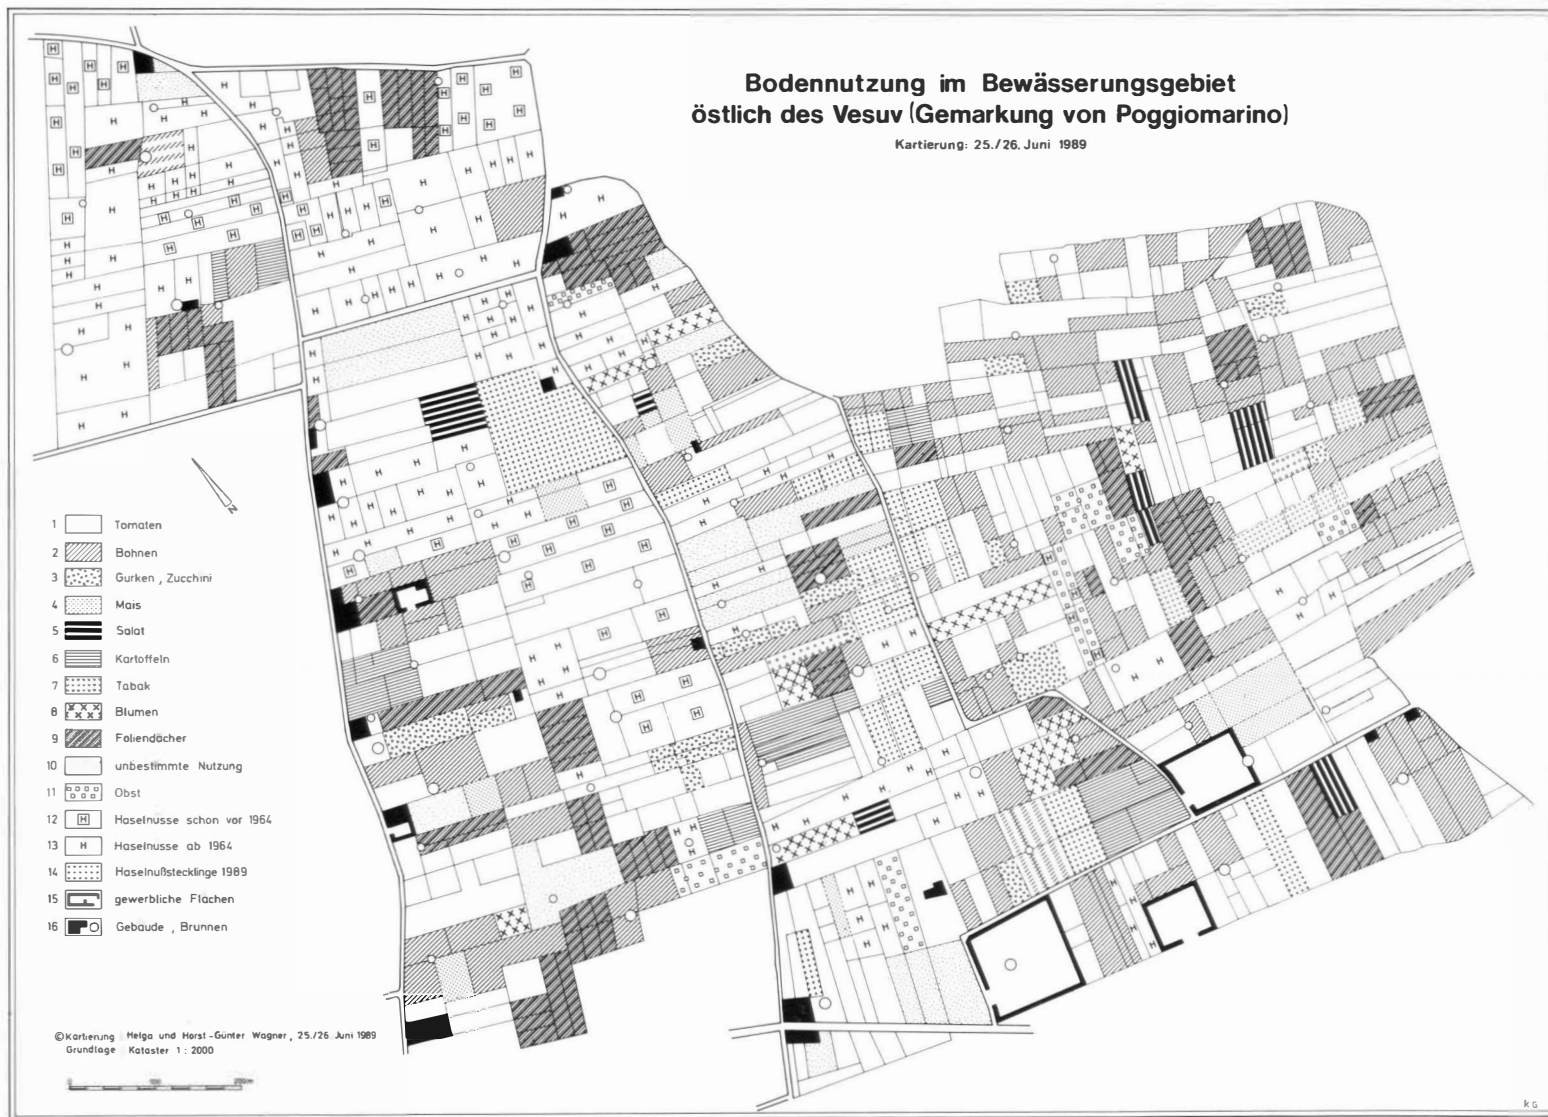 Bodennutzung im Bewässerungsgebiet
östlich des Vesuv (Gemarkung von Poggiomarino)
Kartierung: 25./26. Juni 1989
N
1 Tomaten
2 Bohnen
3 Gurken , Zucchini
4 Mais
5 Salat
6 Kartoffeln
7 Tabak
8 Blumen
9 Foliendächer
10 unbestimmte Nutzung
11 Obst
12 H Haselnüsse schon vor 1964
13 H Haselnüsse ab 1964
14 Haselnußstecklinge 1989
15 gewerbliche Flächen
16 Gebäude , Brunnen
©Kartierung Helga und Horst-Günter Wagner, 25./26 Juni 1989
Grundlage Kataster 1 : 2000
0 100 200m
KG